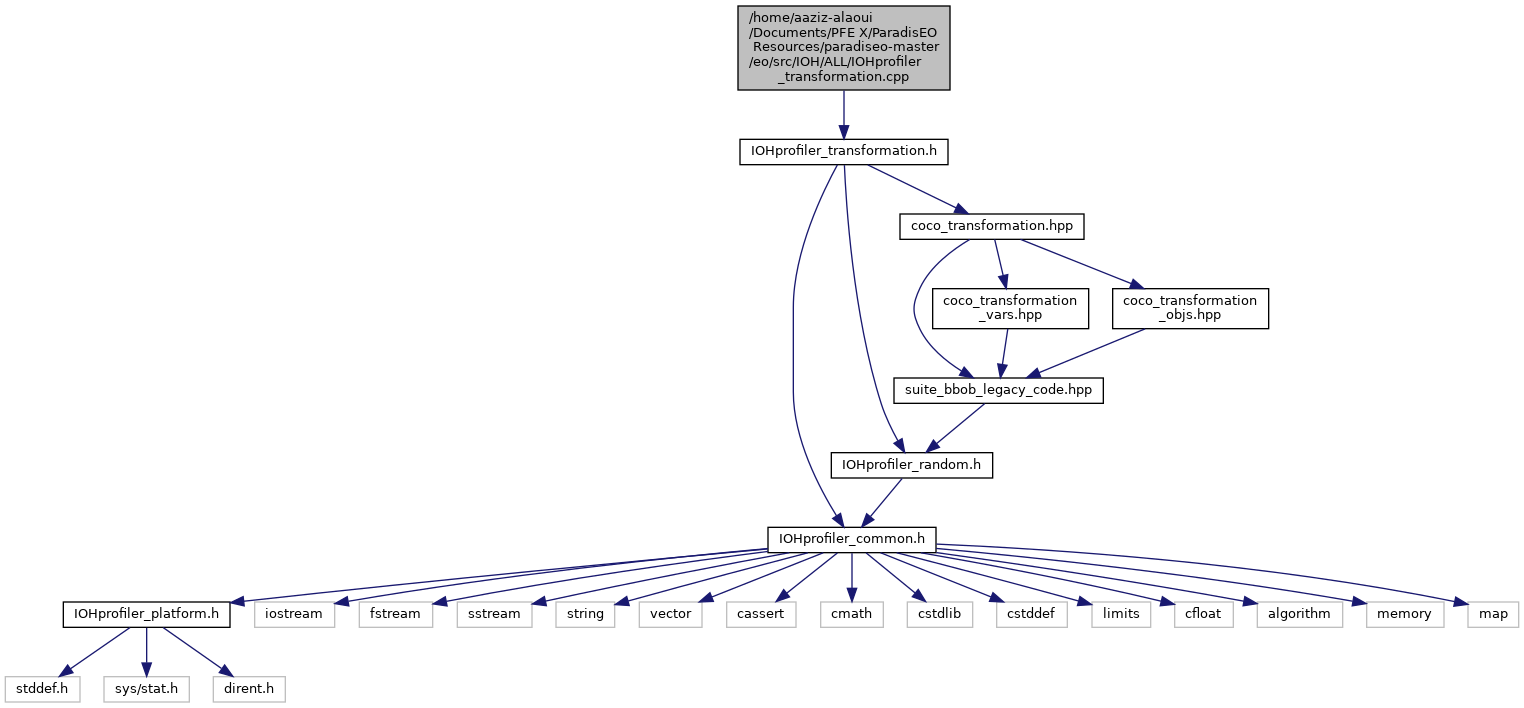 /home/aaziz-alaoui
/Documents/PFE X/ParadisEO
Resources/paradiseo-master
/eo/src/IOH/ALL/IOHprofiler
_transformation.cpp
IOHprofiler_transformation.h
coco_transformation.hpp
coco_transformation
_vars.hpp
coco_transformation
_objs.hpp
suite_bbob_legacy_code.hpp
IOHprofiler_random.h
IOHprofiler_common.h
IOHprofiler_platform.h
iostream
fstream
sstream
string
vector
cassert
cmath
cstdlib
cstddef
limits
cfloat
algorithm
memory
map
stddef.h
sys/stat.h
dirent.h